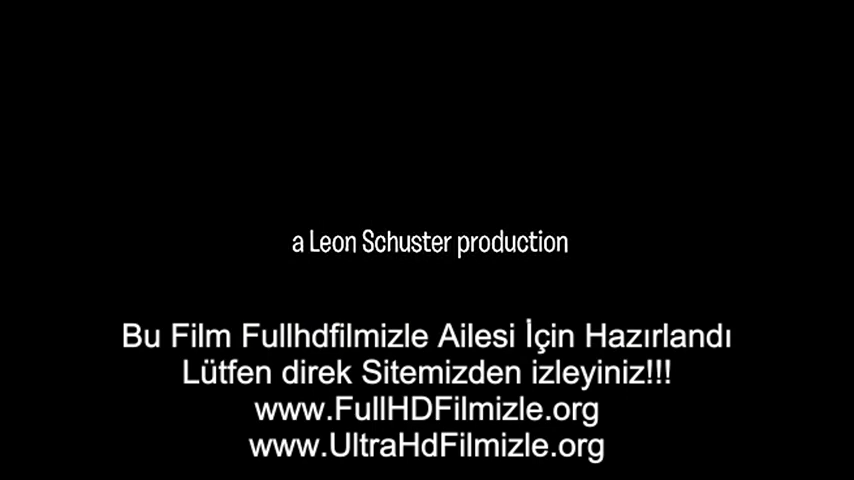 a Leon Schuster production
Bu Film Fullhdfilmizle Ailesi İçin Hazırlandı
Lütfen direk Sitemizden izleyiniz!!!
www.FullHDFilmizle.org
www.UltraHdFilmizle.org